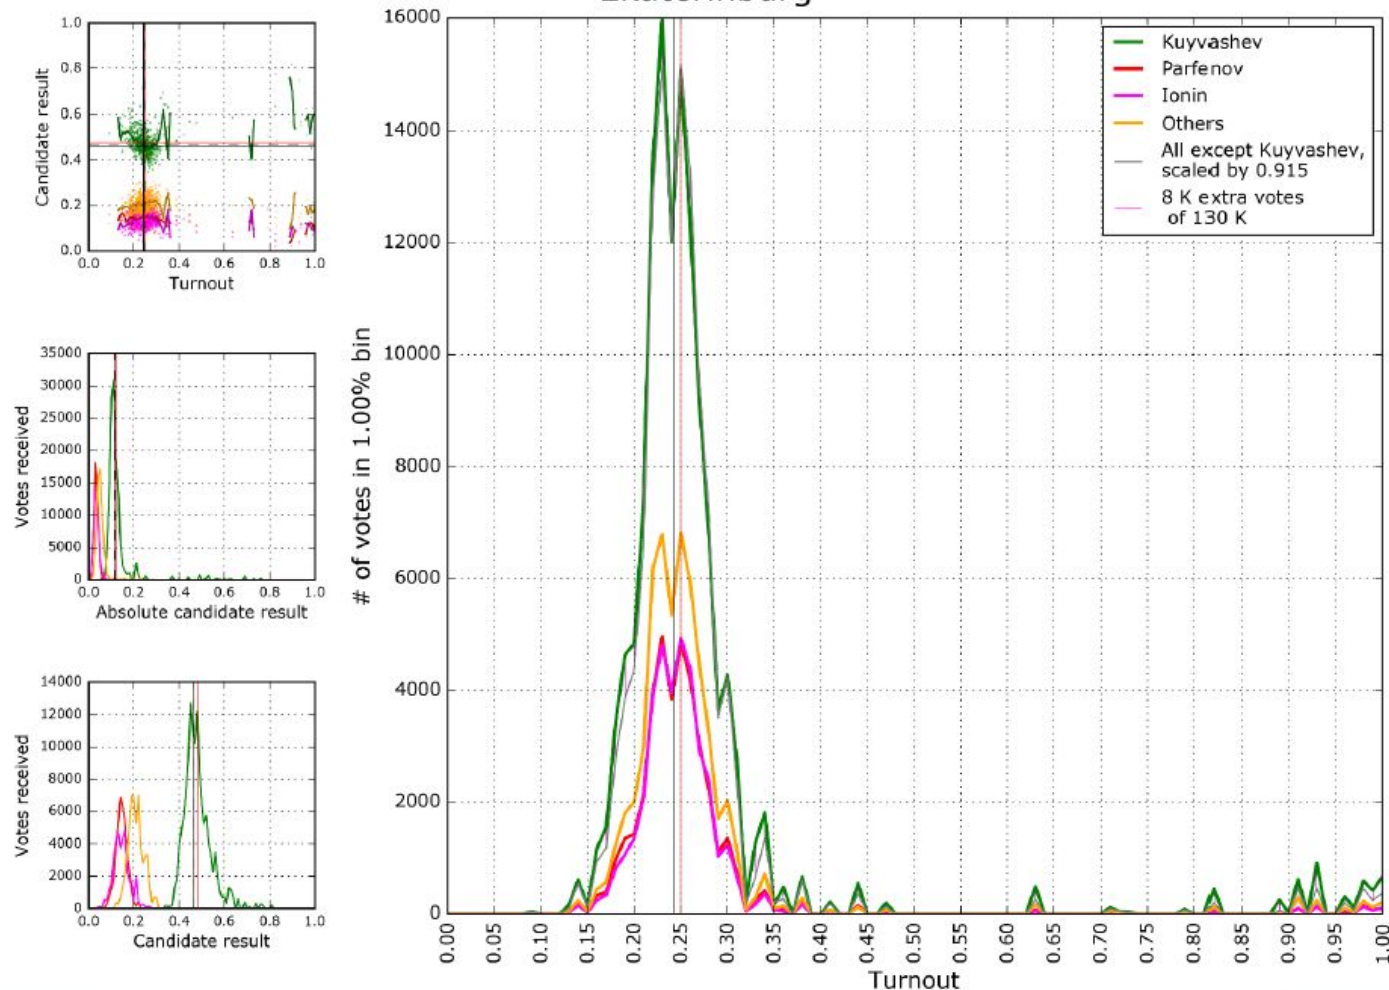 1.0
0.8
0.6
0.4
0.2
0.0
Candidate result
0.0 0.2 0.4 0.6 0.8 1.0
Turnout
35000
30000
25000
20000
15000
10000
5000
0
Votes received
0.0 0.2 0.4 0.6 0.8 1.0
Absolute candidate result
14000
12000
10000
8000
6000
4000
2000
0
Votes received
0.0 0.2 0.4 0.6 0.8 1.0
Candidate result
16000
14000
12000
10000
8000
6000
4000
2000
0
# of votes in 1.00% bin
Kuyvashev
Parfenov
Ionin
Others
All except Kuyvashev,
scaled by 0.915
8 K extra votes
of 130 K
0.00 0.05 0.10 0.15 0.20 0.25 0.30 0.35 0.40 0.45 0.50 0.55 0.60 0.65 0.70 0.75 0.80 0.85 0.90 0.95 1.00
Turnout